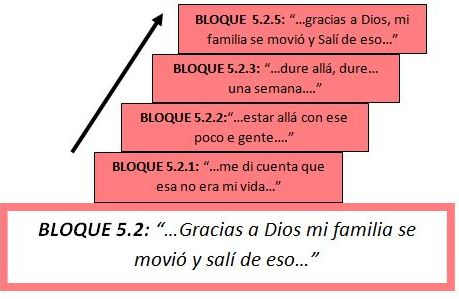 BLOQUE 5.2.5: “…gracias a Dios, mi
familia se movió y Salí de eso…”
BLOQUE 5.2.3: “…dure allá, dure…
una semana….”
BLOQUE 5.2.2:“…estar allá con ese
poco e gente….”
BLOQUE 5.2.1: “…me di cuenta que
esa no era mi vida…”
BLOQUE 5.2: “…Gracias a Dios mi familia se
movió y salí de eso…”